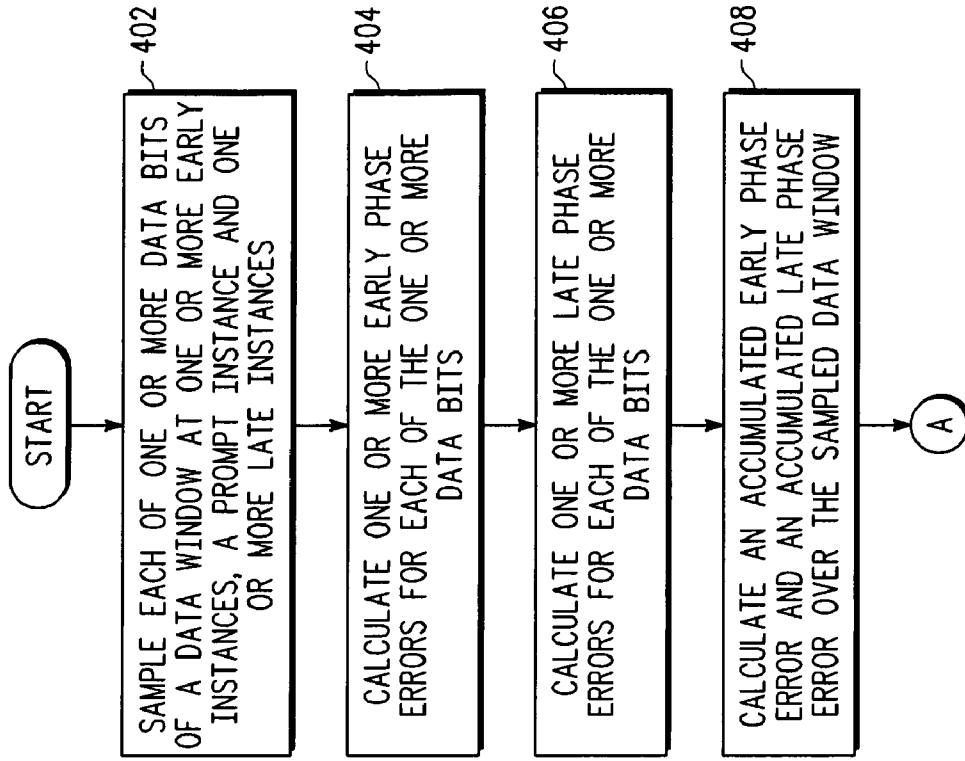 START
402
SAMPLE EACH OF ONE OR MORE DATA BITS
OF A DATA WINDOW AT ONE OR MORE EARLY
INSTANCES, A PROMPT INSTANCE AND ONE
OR MORE LATE INSTANCES
404
CALCULATE ONE OR MORE EARLY PHASE
ERRORS FOR EACH OF THE ONE OR MORE
DATA BITS
406
CALCULATE ONE OR MORE LATE PHASE
ERRORS FOR EACH OF THE ONE OR MORE
DATA BITS
408
CALCULATE AN ACCUMULATED EARLY PHASE
ERROR AND AN ACCUMULATED LATE PHASE
ERROR OVER THE SAMPLED DATA WINDOW
A